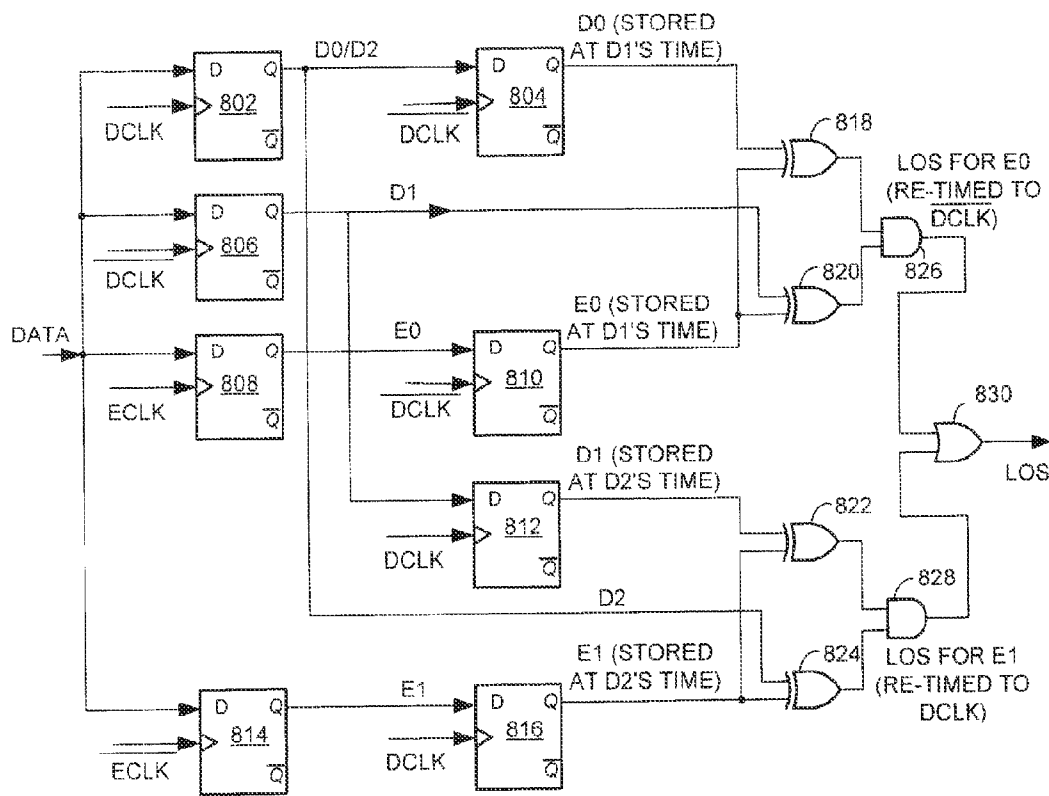 D0 (STORED
AT D1'S TIME)
D0/D2
D Q
802
Q
DCLK
D Q
804
Q
DCLK
818
LOS FOR E0
(RE-TIMED TO
DCLK)
D1
D Q
806
Q
DCLK
820
826
E0 (STORED
AT D1'S TIME)
DATA
E0
D Q
808
Q
ECLK
D Q
810
Q
DCLK
830
LOS
D1 (STORED
AT D2'S TIME)
D Q
812
Q
DCLK
822
828
D2
E1 (STORED
AT D2'S TIME)
824
LOS FOR E1
(RE-TIMED TO
DCLK)
E1
D Q
814
Q
ECLK
D Q
816
Q
DCLK